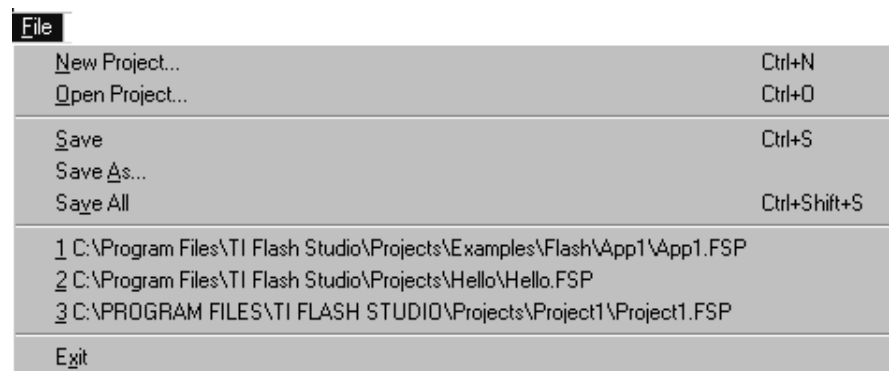 File
New Project... Ctrl+N
Open Project... Ctrl+O
Save Ctrl+S
Save As...
Save All Ctrl+Shift+S
1 C:\Program Files\TI Flash Studio\Projects\Examples\Flash\App1\App1.FSP
2 C:\Program Files\TI Flash Studio\Projects\Hello\Hello.FSP
3 C:\PROGRAM FILES\TI FLASH STUDIO\Projects\Project1\Project1.FSP
Exit